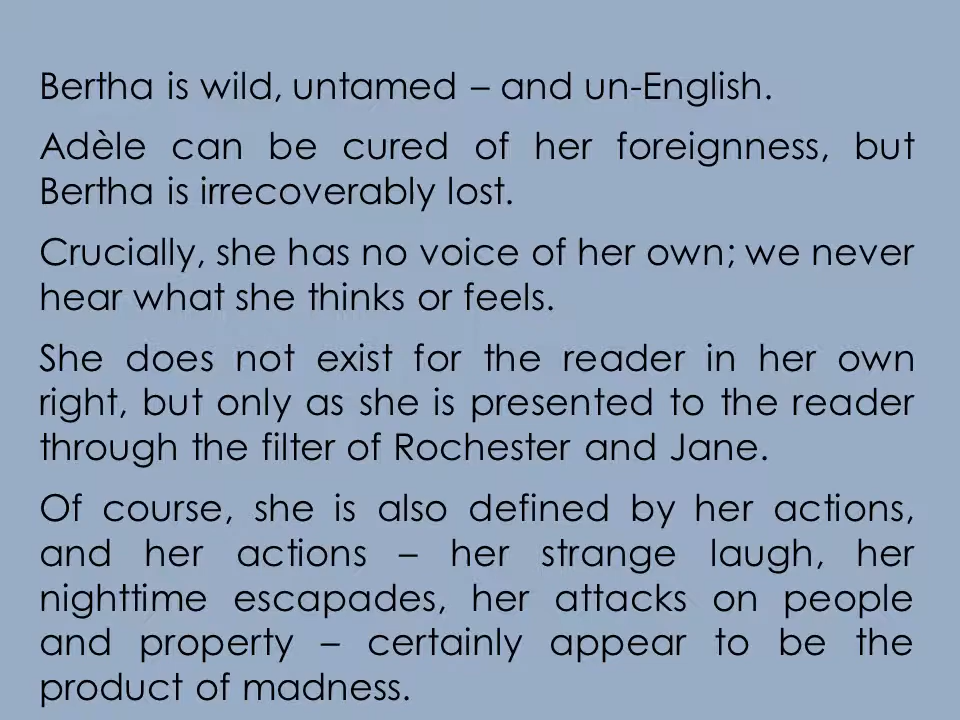 Bertha is wild, untamed – and un-English.
Adèle can be cured of her foreignness, but
Bertha is irrecoverably lost.
Crucially, she has no voice of her own; we never
hear what she thinks or feels.
She does not exist for the reader in her own
right, but only as she is presented to the reader
through the filter of Rochester and Jane.
Of course, she is also defined by her actions,
and her actions – her strange laugh, her
nighttime escapades, her attacks on people
and property – certainly appear to be the
product of madness.